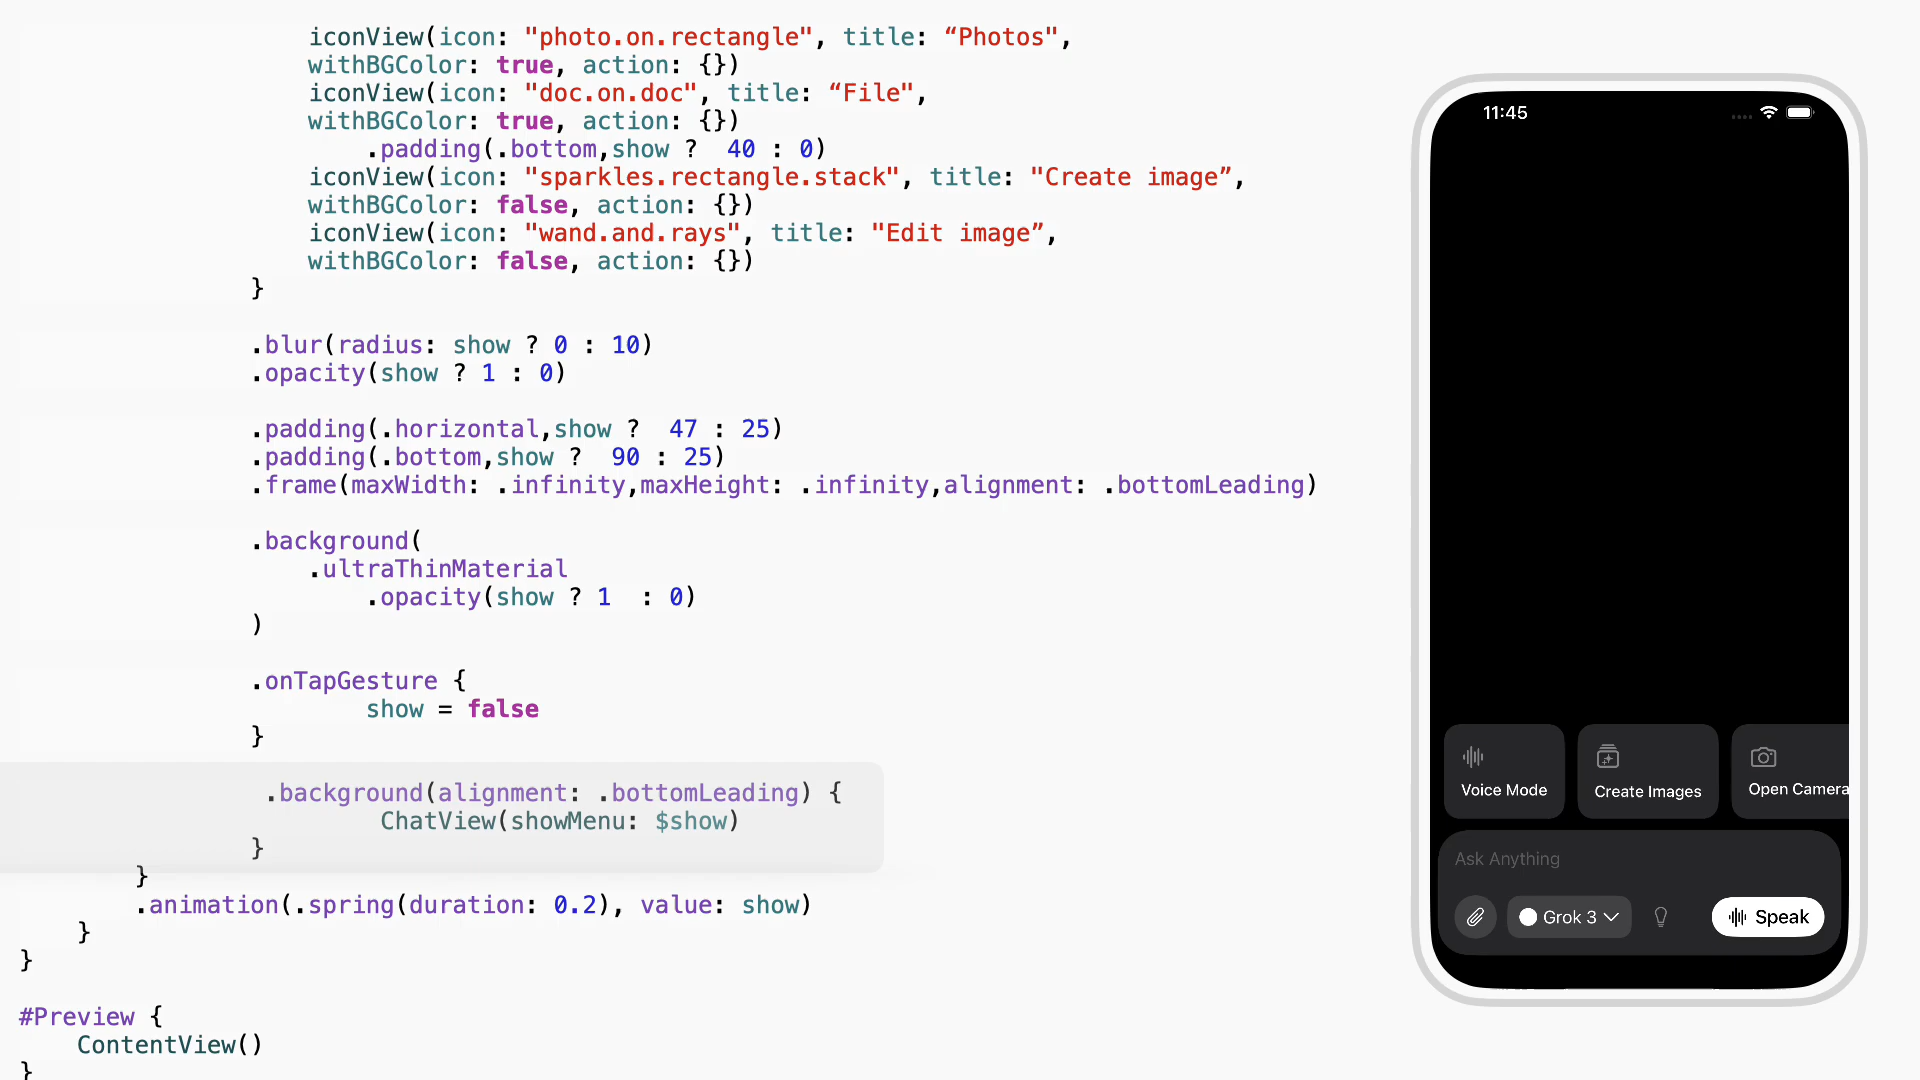 iconView(icon: "photo.on.rectangle", title: “Photos",
withBGColor: true, action: {})
iconView(icon: "doc.on.doc", title: “File",
withBGColor: true, action: {})
.padding(.bottom,show ?  40 : 0)
iconView(icon: "sparkles.rectangle.stack", title: "Create image”,
withBGColor: false, action: {})
iconView(icon: "wand.and.rays", title: "Edit image”,
withBGColor: false, action: {})
}
.blur(radius: show ? 0 : 10)
.opacity(show ? 1 : 0)
.padding(.horizontal,show ?  47 : 25)
.padding(.bottom,show ?  90 : 25)
.frame(maxWidth: .infinity,maxHeight: .infinity,alignment: .bottomLeading)
.background(
.ultraThinMaterial
.opacity(show ? 1  : 0)
)
.onTapGesture {
show = false
}
.background(alignment: .bottomLeading) {
ChatView(showMenu: $show)
}
}
.animation(.spring(duration: 0.2), value: show)
}
}
#Preview {
ContentView()
}
11:45
Voice Mode
Create Images
Open Camera
Ask Anything
Grok 3
Speak